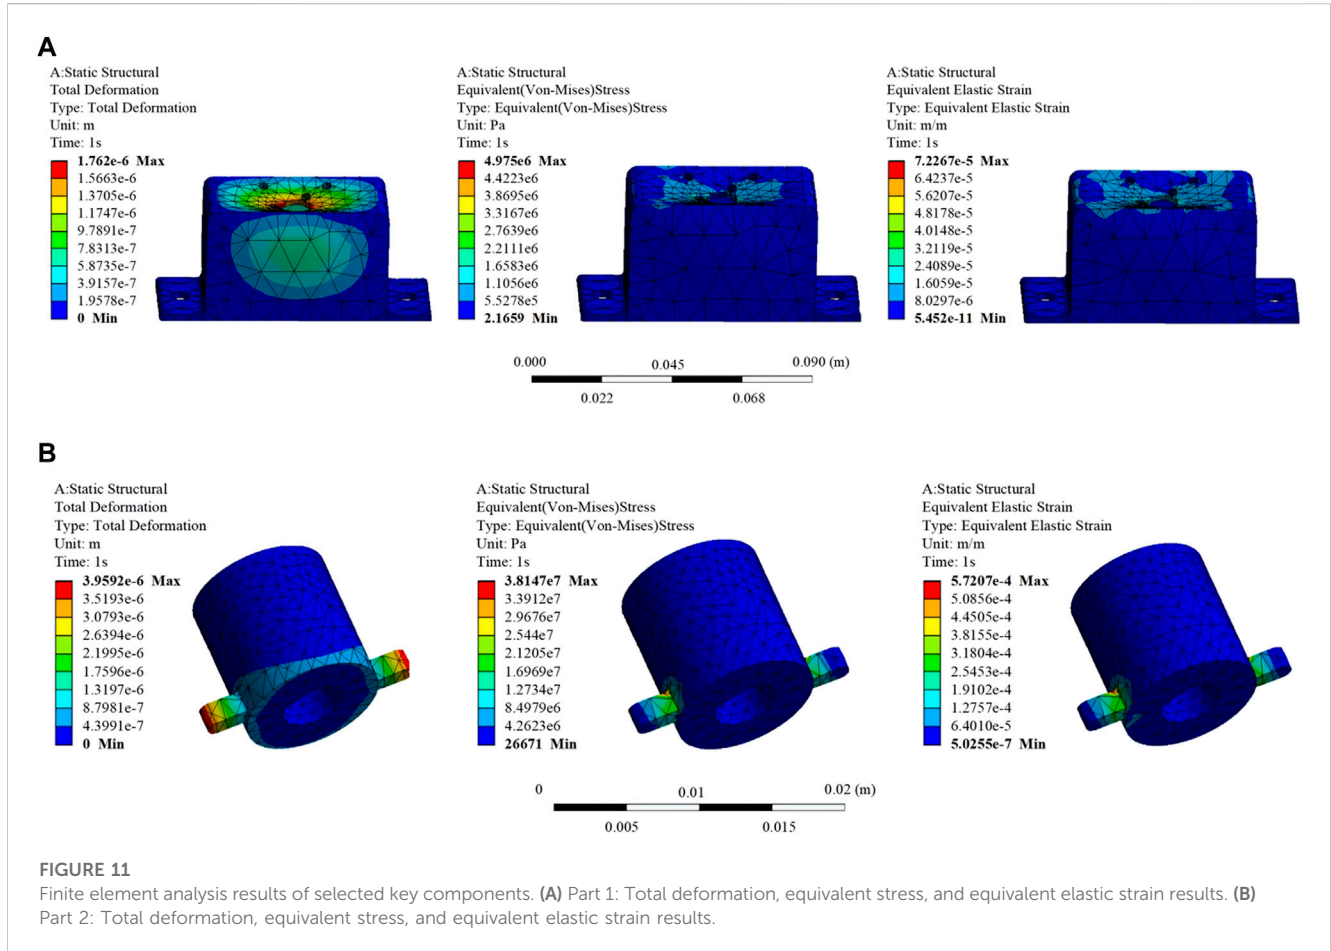 A
A:Static Structural
Total Deformation
Type: Total Deformation
Unit: m
Time: 1s
1.762e-6 Max
1.5663e-6
1.3705e-6
1.1747e-6
9.7891e-7
7.8313e-7
5.8735e-7
3.9157e-7
1.9578e-7
0 Min
A:Static Structural
Equivalent(Von-Mises)Stress
Type: Equivalent(Von-Mises)Stress
Unit: Pa
Time: 1s
4.975e6 Max
4.4223e6
3.8695e6
3.3167e6
2.7639e6
2.2111e6
1.6583e6
1.1056e6
5.5278e5
2.1659 Min
A:Static Structural
Equivalent Elastic Strain
Type: Equivalent Elastic Strain
Unit: m/m
Time: 1s
7.2267e-5 Max
6.4237e-5
5.6207e-5
4.8178e-5
4.0148e-5
3.2119e-5
2.4089e-5
1.6059e-5
8.0297e-6
5.452e-11 Min
0.000 0.045 0.090 (m)
0.022 0.068
B
A:Static Structural
Total Deformation
Type: Total Deformation
Unit: m
Time: 1s
3.9592e-6 Max
3.5193e-6
3.0793e-6
2.6394e-6
2.1995e-6
1.7596e-6
1.3197e-6
8.7981e-7
4.3991e-7
0 Min
A:Static Structural
Equivalent(Von-Mises)Stress
Type: Equivalent(Von-Mises)Stress
Unit: Pa
Time: 1s
3.8147e7 Max
3.3912e7
2.9676e7
2.544e7
2.1205e7
1.6969e7
1.2734e7
8.4979e6
4.2623e6
26671 Min
A:Static Structural
Equivalent Elastic Strain
Type: Equivalent Elastic Strain
Unit: m/m
Time: 1s
5.7207e-4 Max
5.0856e-4
4.4505e-4
3.8155e-4
3.1804e-4
2.5453e-4
1.9102e-4
1.2757e-4
6.4010e-5
5.0255e-7 Min
0 0.01 0.02 (m)
0.005 0.015
FIGURE 11
Finite element analysis results of selected key components. (A) Part 1: Total deformation, equivalent stress, and equivalent elastic strain results. (B)
Part 2: Total deformation, equivalent stress, and equivalent elastic strain results.